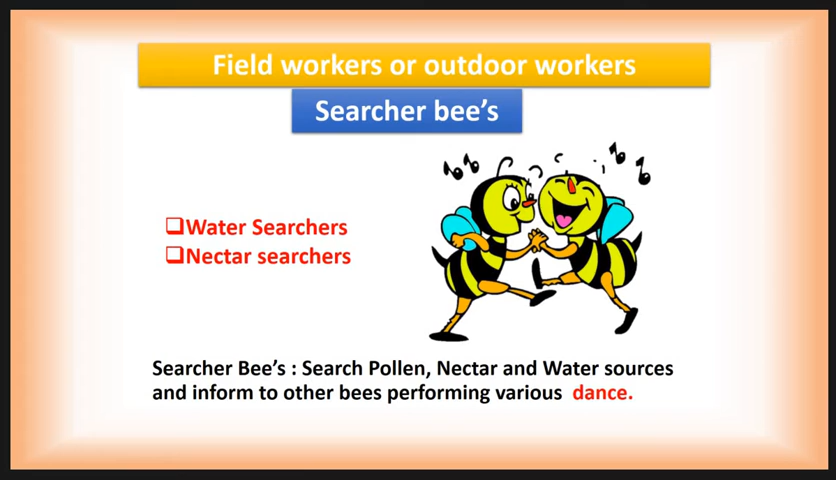 Field workers or outdoor workers
Searcher bee's
Water Searchers
Nectar searchers
Searcher Bee's : Search Pollen, Nectar and Water sources
and inform to other bees performing various dance.